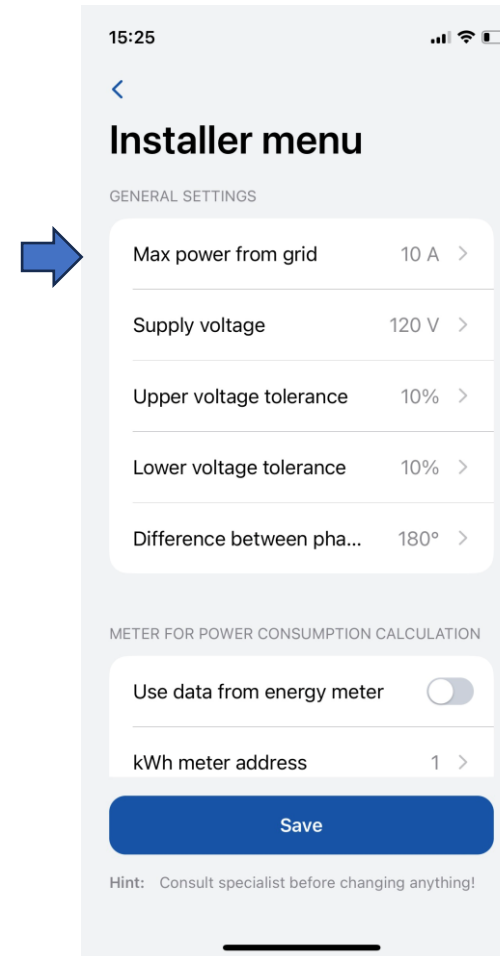 15:25
Installer menu
GENERAL SETTINGS
Max power from grid 10 A
Supply voltage 120 V
Upper voltage tolerance 10%
Lower voltage tolerance 10%
Difference between pha... 180°
METER FOR POWER CONSUMPTION CALCULATION
Use data from energy meter
kWh meter address 1
Save
Hint: Consult specialist before changing anything!